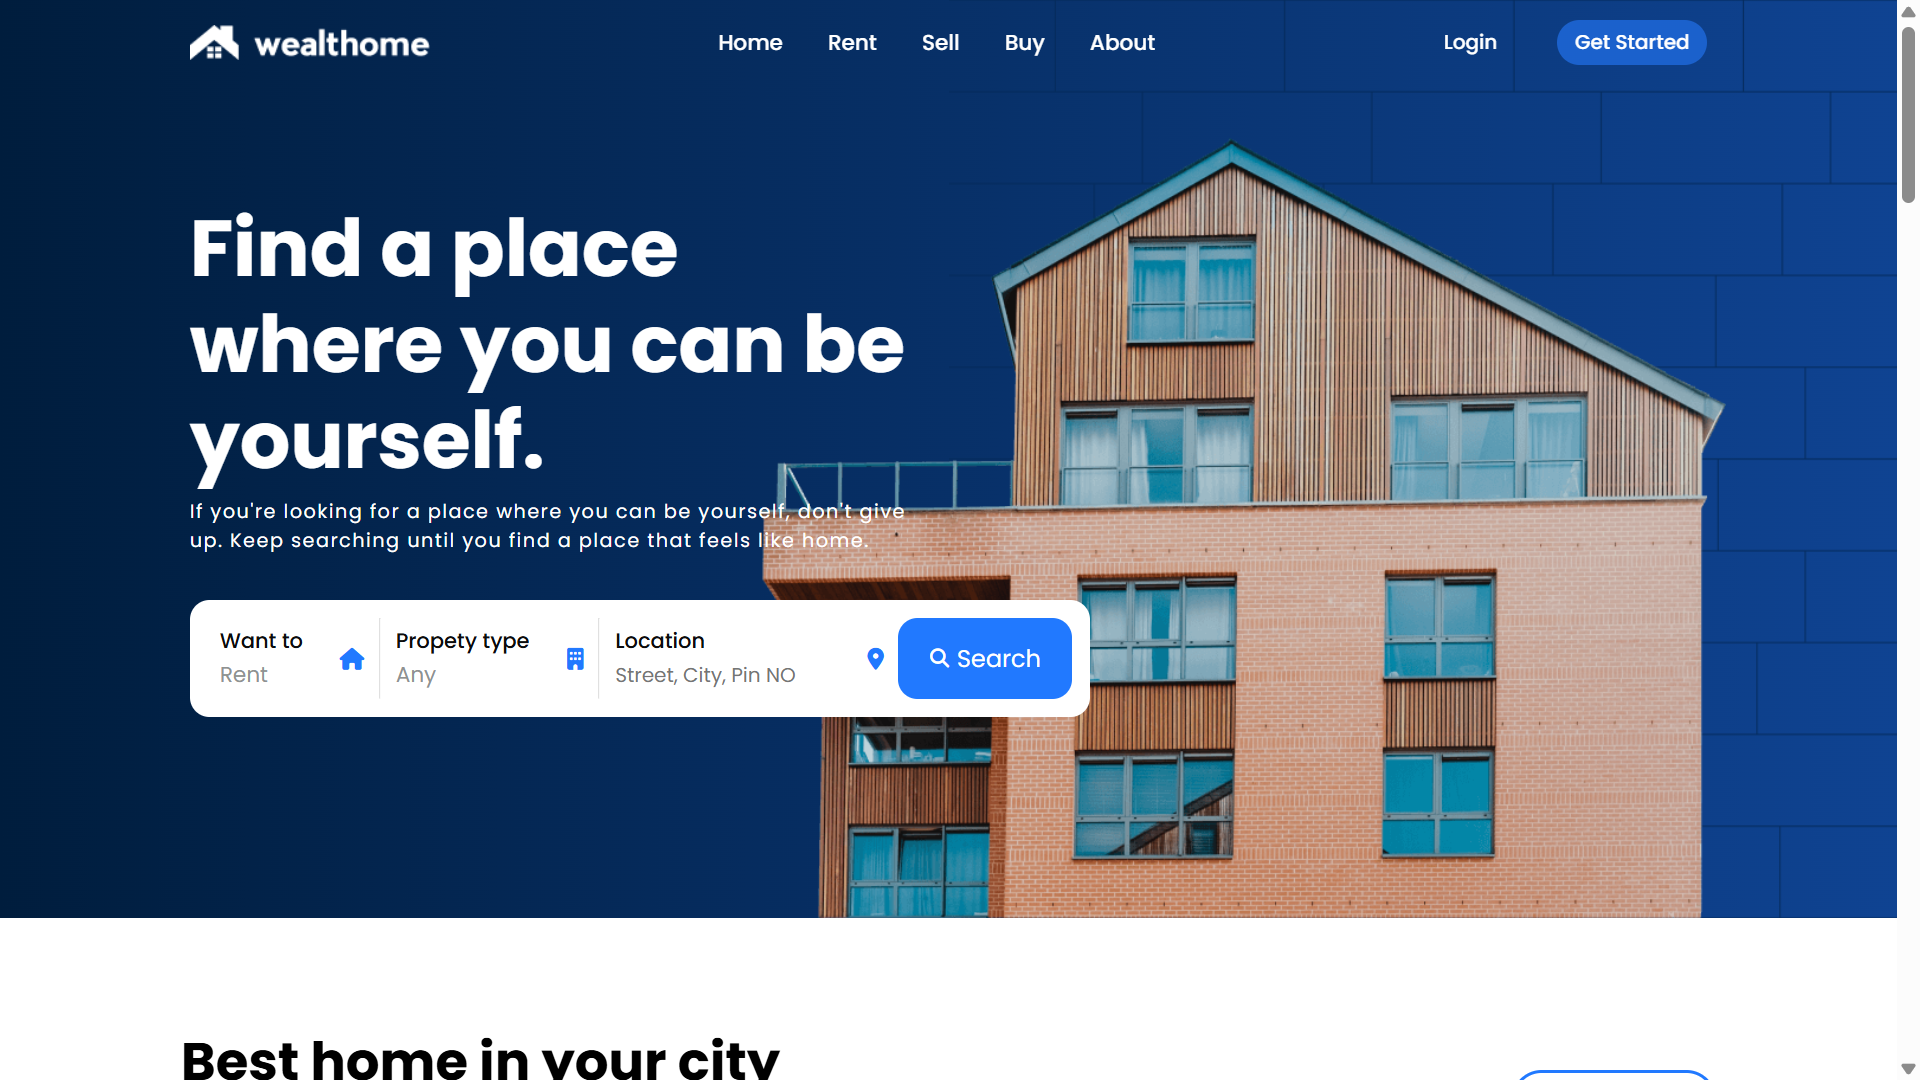 wealthome
Home Rent Sell Buy About
Login Get Started
Find a place
where you can be
yourself.
If you're looking for a place where you can be yourself, don't give
up. Keep searching until you find a place that feels like home.
Want to
Rent
Propety type
Any
Location
Street, City, Pin NO
Search
Best home in your city